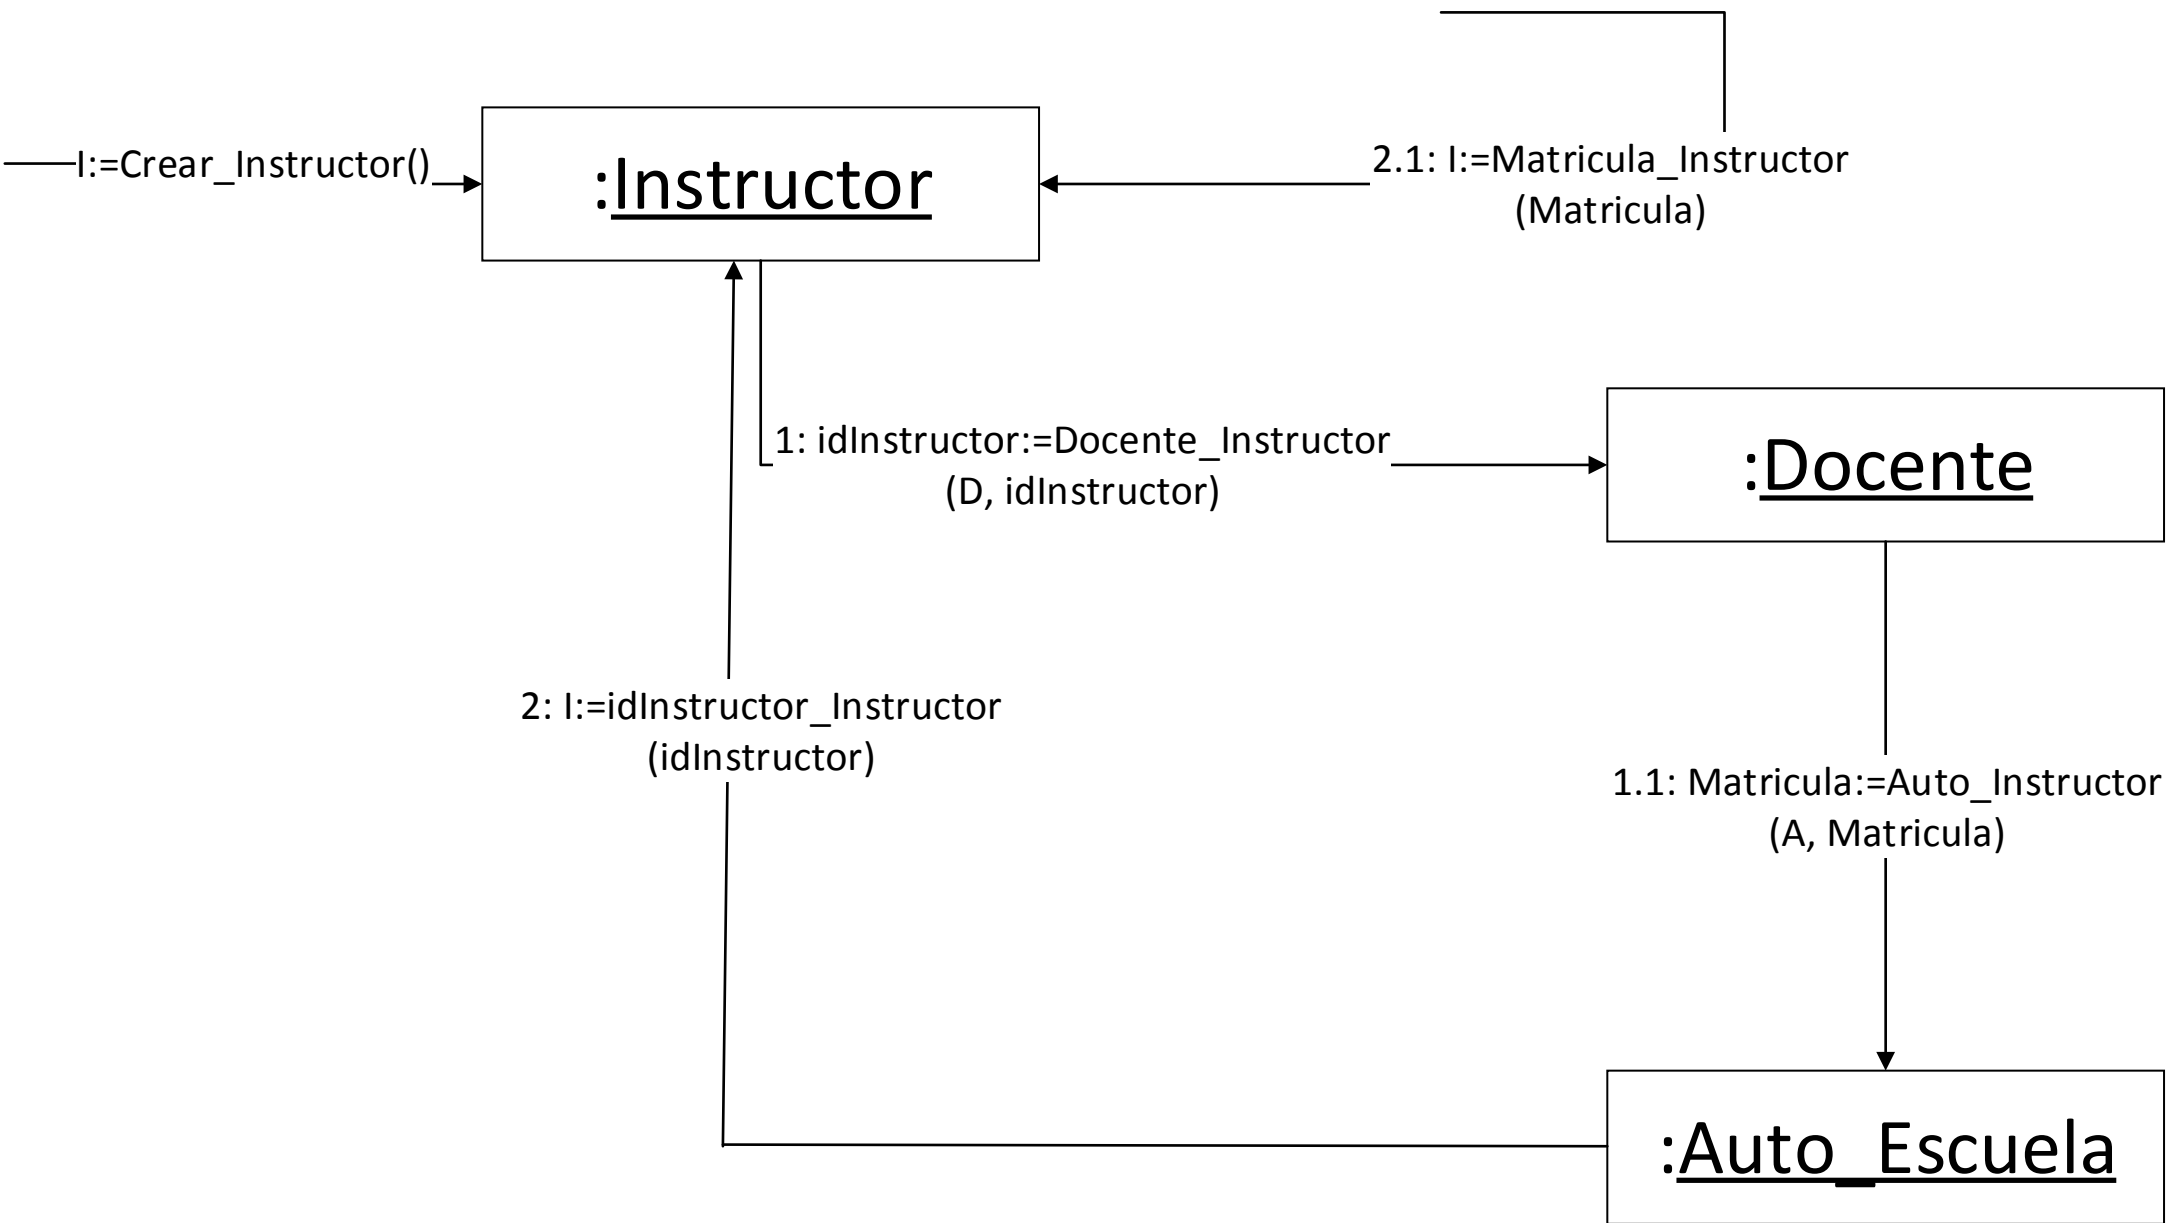 I:=Crear_Instructor()
:Instructor
2.1: I:=Matricula_Instructor
(Matricula)
1: idInstructor:=Docente_Instructor
(D, idInstructor)
:Docente
2: I:=idInstructor_Instructor
(idInstructor)
1.1: Matricula:=Auto_Instructor
(A, Matricula)
:Auto_Escuela